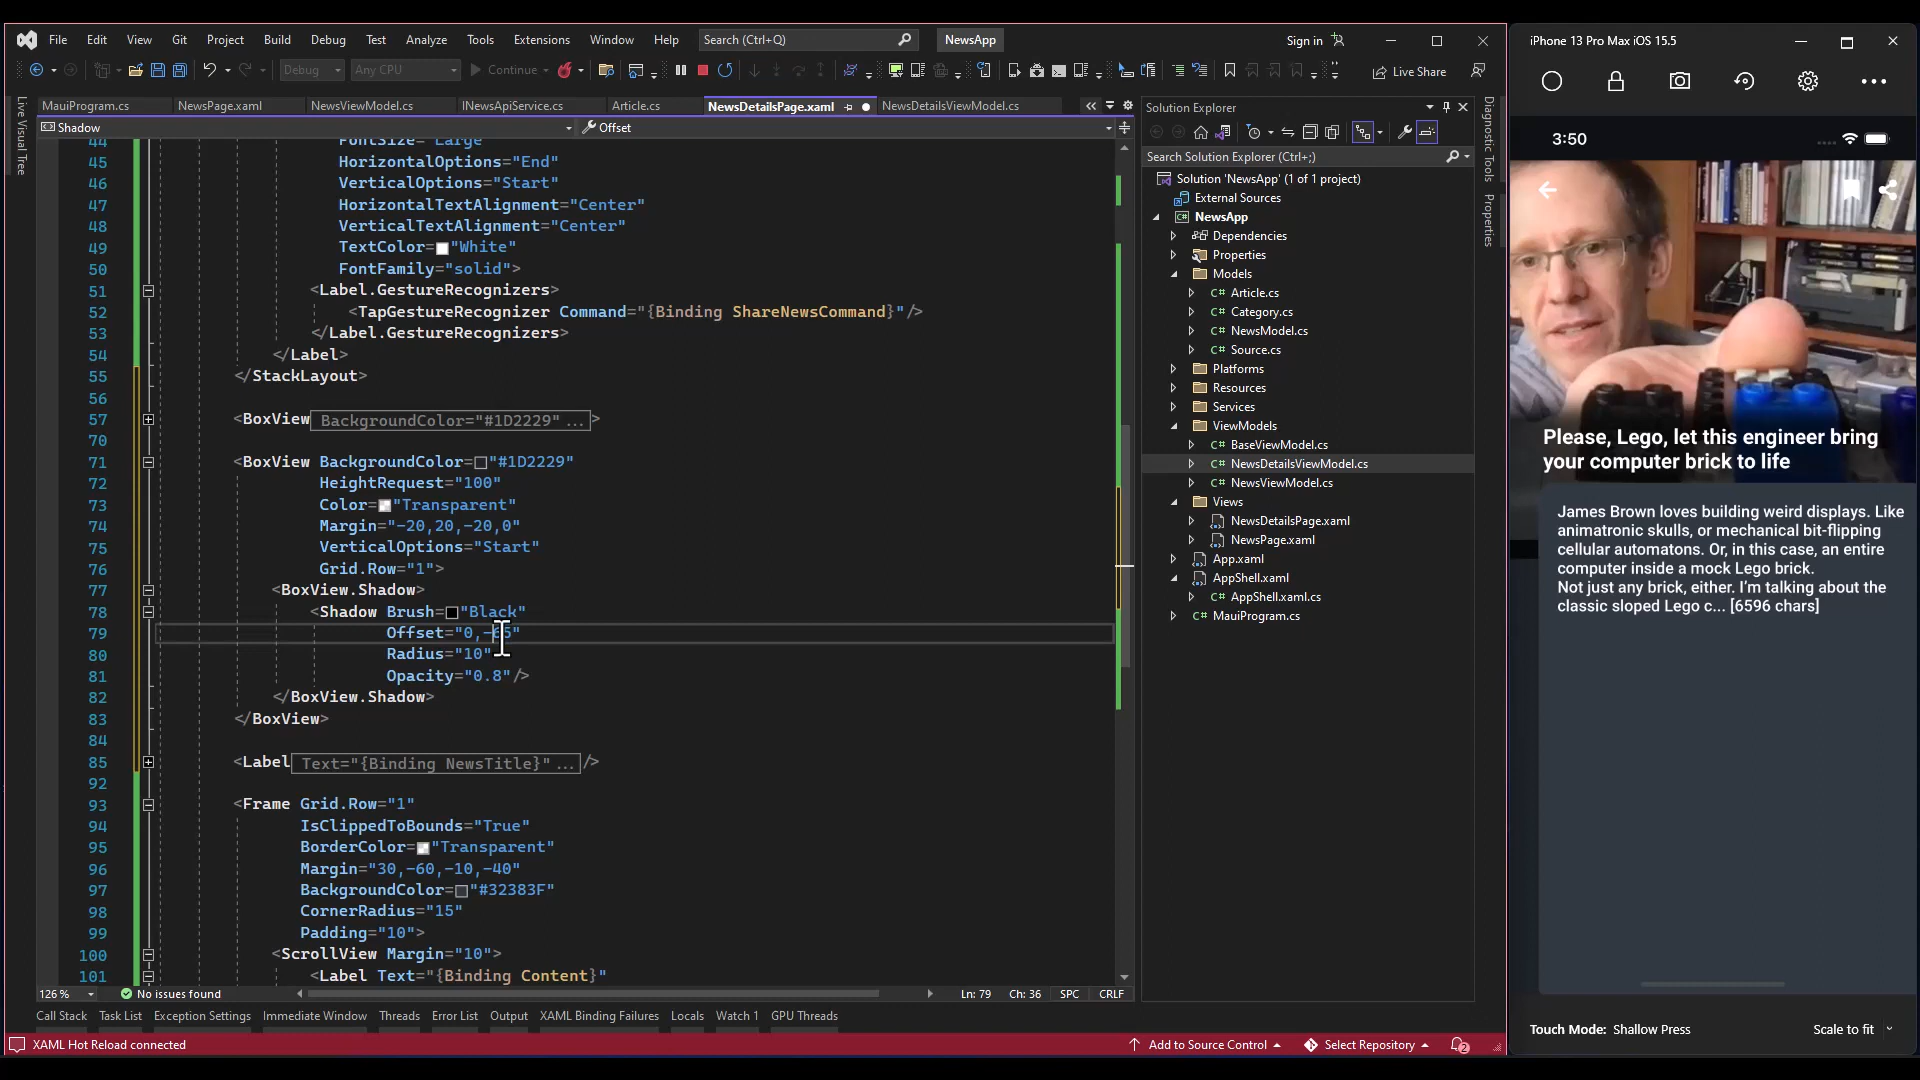 File Edit View Git Project Build Debug Test Analyze Tools Extensions Window Help Search (Ctrl+Q) NewsApp Sign in
Debug Any CPU Continue Live Share
MauiProgram.cs NewsPage.xaml NewsViewModel.cs INewsApiService.cs Article.cs NewsDetailsPage.xaml NewsDetailsViewModel.cs
Shadow Offset
Live Visual Tree
44 FontSize="Large"
45 HorizontalOptions="End"
46 VerticalOptions="Start"
47 HorizontalTextAlignment="Center"
48 VerticalTextAlignment="Center"
49 TextColor="White"
50 FontFamily="solid">
51 <Label.GestureRecognizers>
52 <TapGestureRecognizer Command="{Binding ShareNewsCommand}"/>
53 </Label.GestureRecognizers>
54 </Label>
55 </StackLayout>
56
57 <BoxView BackgroundColor="#1D2229"...>
70
71 <BoxView BackgroundColor="#1D2229"
72 HeightRequest="100"
73 Color="Transparent"
74 Margin="-20,20,-20,0"
75 VerticalOptions="Start"
76 Grid.Row="1">
77 <BoxView.Shadow>
78 <Shadow Brush="Black"
79 Offset="0,-65"
80 Radius="10"
81 Opacity="0.8"/>
82 </BoxView.Shadow>
83 </BoxView>
84
85 <Label Text="{Binding NewsTitle}".../>
92
93 <Frame Grid.Row="1"
94 IsClippedToBounds="True"
95 BorderColor="Transparent"
96 Margin="30,-60,-10,-40"
97 BackgroundColor="#32383F"
98 CornerRadius="15"
99 Padding="10">
100 <ScrollView Margin="10">
101 <Label Text="{Binding Content}"
126 % No issues found Ln: 79 Ch: 36 SPC CRLF
Call Stack Task List Exception Settings Immediate Window Threads Error List Output XAML Binding Failures Locals Watch 1 GPU Threads
XAML Hot Reload connected Add to Source Control Select Repository 2
Solution Explorer
Search Solution Explorer (Ctrl+;)
Solution 'NewsApp' (1 of 1 project)
External Sources
NewsApp
Dependencies
Properties
Models
C# Article.cs
C# Category.cs
C# NewsModel.cs
C# Source.cs
Platforms
Resources
Services
ViewModels
C# BaseViewModel.cs
C# NewsDetailsViewModel.cs
C# NewsViewModel.cs
Views
NewsDetailsPage.xaml
NewsPage.xaml
App.xaml
AppShell.xaml
C# AppShell.xaml.cs
C# MauiProgram.cs
Diagnostic Tools
Properties
iPhone 13 Pro Max iOS 15.5
3:50
Please, Lego, let this engineer bring
your computer brick to life
James Brown loves building weird displays. Like
animatronic skulls, or mechanical bit-flipping
cellular automatons. Or, in this case, an entire
computer inside a mock Lego brick.
Not just any brick, either. I'm talking about the
classic sloped Lego c... [6596 chars]
Touch Mode: Shallow Press Scale to fit